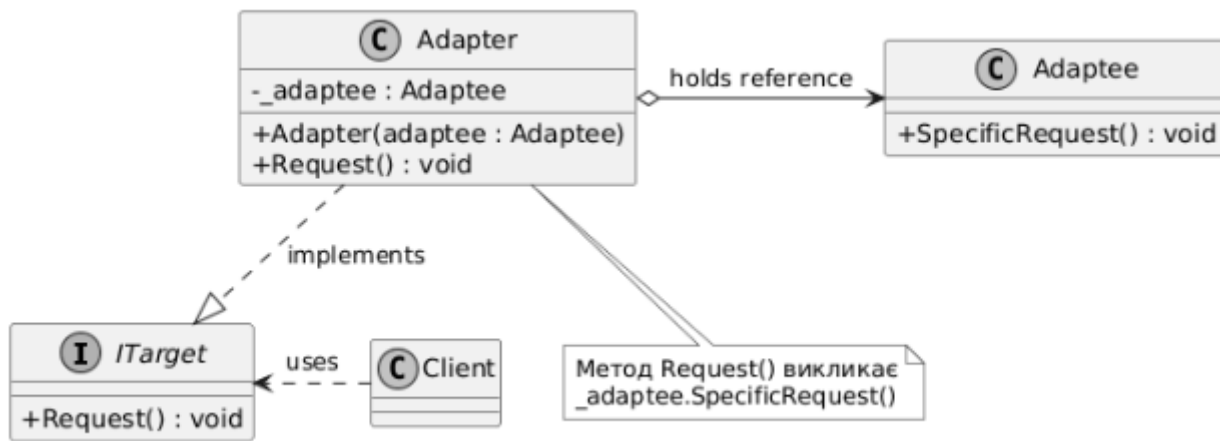 C Adapter
-_adaptee : Adaptee
+Adapter(adaptee : Adaptee)
+Request() : void
holds reference
C Adaptee
+SpecificRequest() : void
implements
I ITarget
+Request() : void
uses
C Client
Метод Request() викликає
_adaptee.SpecificRequest()